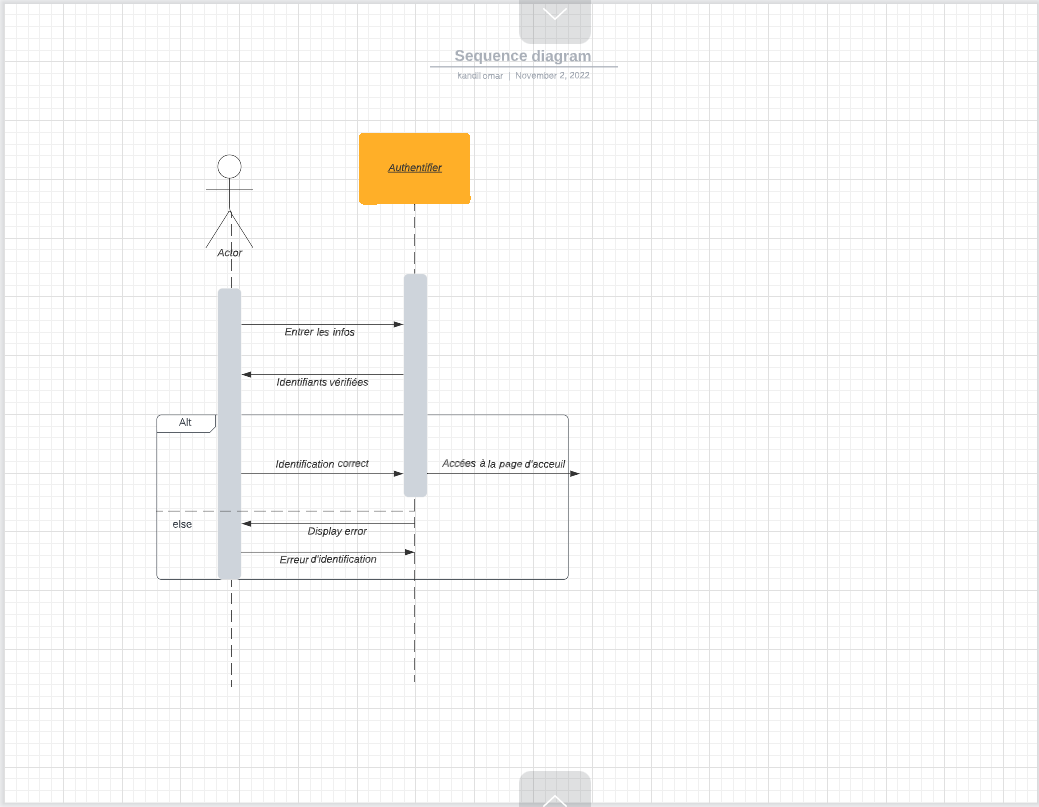 Sequence diagram
kandil omar | November 2, 2022
Authentifier
Actor
Entrer les infos
Identifiants vérifiées
Alt
Identification correct
Accées à la page d'acceuil
else
Display error
Erreur d'identification